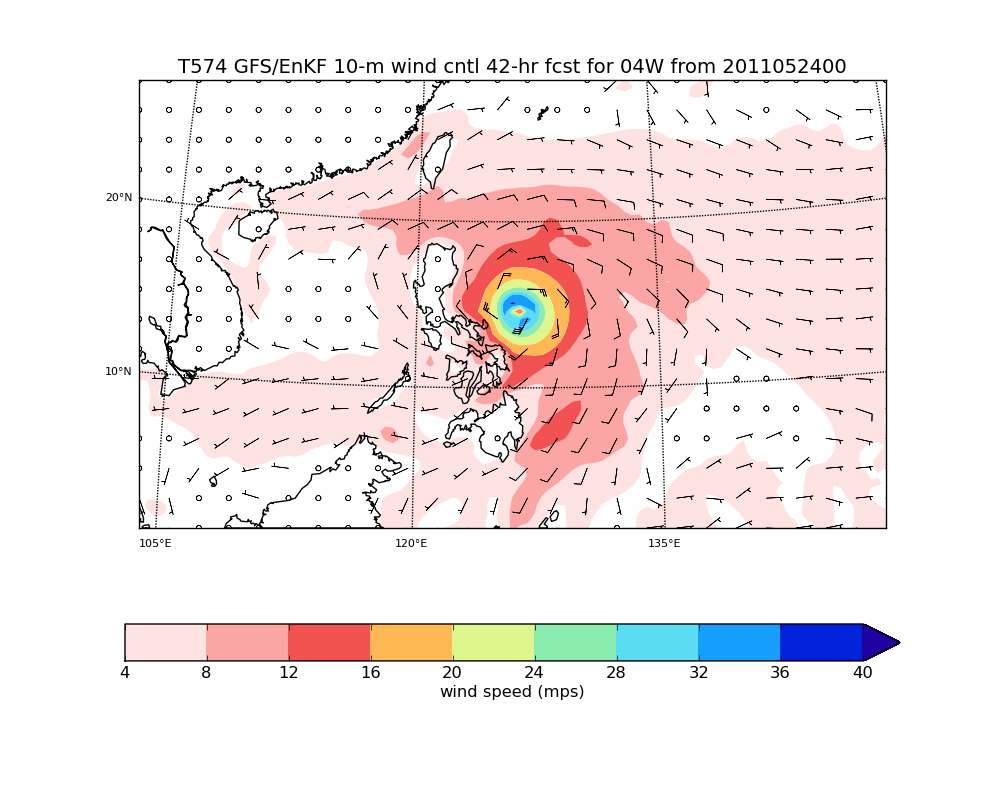 T574 GFS/EnKF 10-m wind cntl 42-hr fcst for 04W from 2011052400
20°N
10°N
105°E 120°E 135°E
4 8 12 16 20 24 28 32 36 40
wind speed (mps)